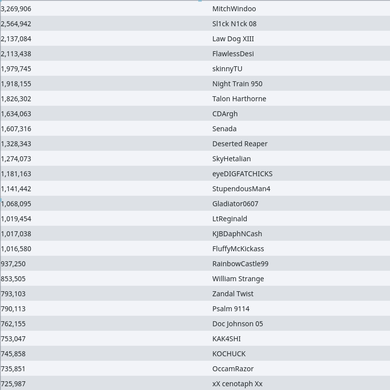 3,269,906 MitchWindoo
2,564,942 Sl1ck N1ck 08
2,137,084 Law Dog XIII
2,113,438 FlawlessDesi
1,979,745 skinnyTU
1,918,155 Night Train 950
1,826,302 Talon Harthorne
1,634,063 CDArgh
1,607,316 Senada
1,328,343 Deserted Reaper
1,274,073 SkyHetalian
1,181,163 eyeDIGFATCHICKS
1,141,442 StupendousMan4
1,068,095 Gladiator0607
1,019,454 LtReginald
1,017,038 KJBDaphNCash
1,016,580 FluffyMcKickass
937,250 RainbowCastle99
853,505 William Strange
793,103 Zandal Twist
790,113 Psalm 9114
762,155 Doc Johnson 05
753,047 KAK4SHI
745,858 KOCHUCK
735,851 OccamRazor
725,987 xX cenotaph Xx